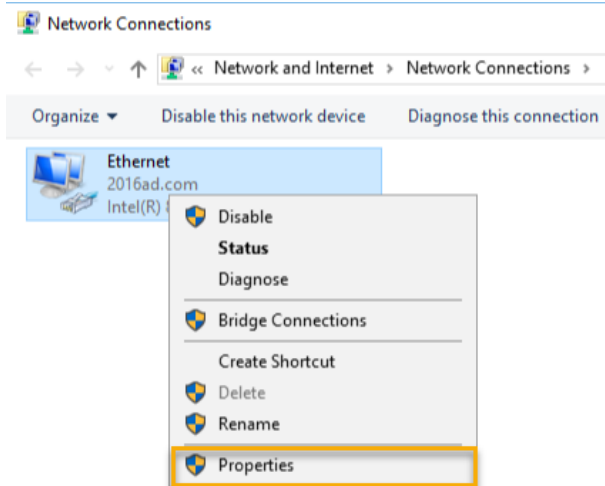 Network Connections
« Network and Internet › Network Connections ›
Organize Disable this network device Diagnose this connection
Ethernet
2016ad.com
Intel(R)
Disable
Status
Diagnose
Bridge Connections
Create Shortcut
Delete
Rename
Properties